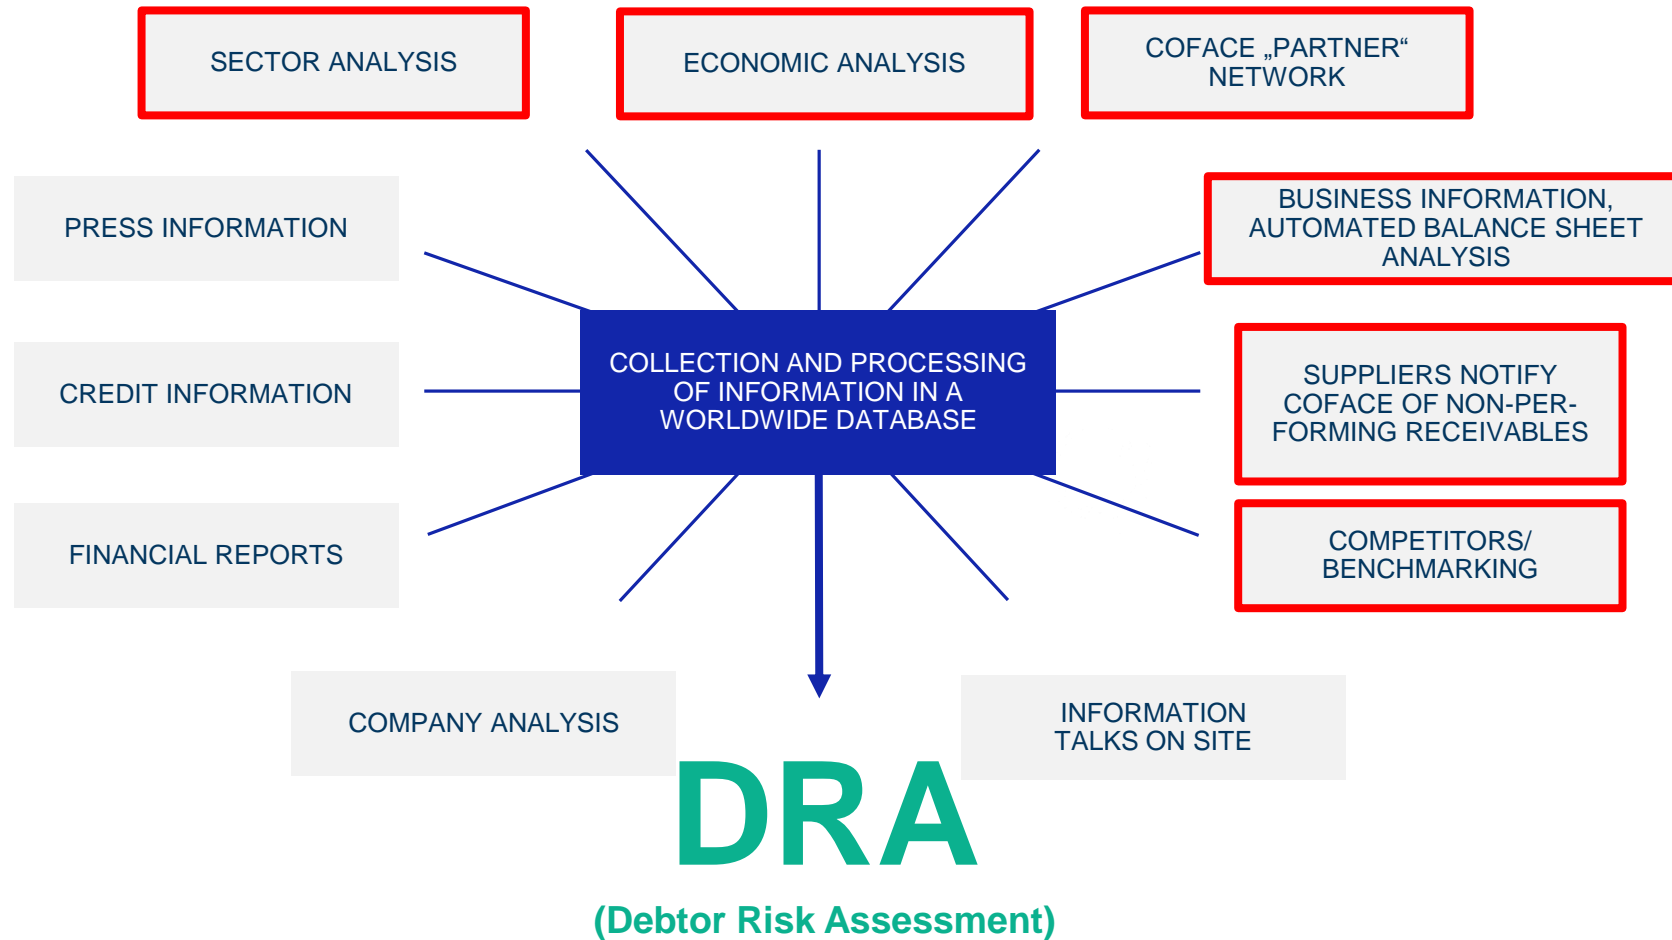 SECTOR ANALYSIS
ECONOMIC ANALYSIS
COFACE „PARTNER“
NETWORK
PRESS INFORMATION
BUSINESS INFORMATION,
AUTOMATED BALANCE SHEET
ANALYSIS
CREDIT INFORMATION
COLLECTION AND PROCESSING
OF INFORMATION IN A
WORLDWIDE DATABASE
SUPPLIERS NOTIFY
COFACE OF NON-PER-
FORMING RECEIVABLES
FINANCIAL REPORTS
COMPETITORS/
BENCHMARKING
COMPANY ANALYSIS
INFORMATION
TALKS ON SITE
DRA
(Debtor Risk Assessment)